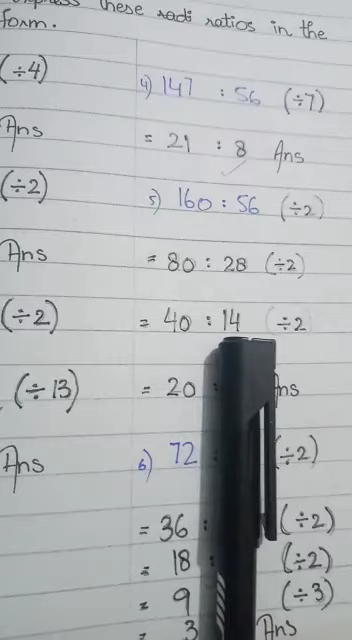 these radi ratios in the
form.
(÷4)
4) 147 : 56 (÷7)
Ans
= 21 : 8 Ans
(÷2)
5) 160 : 56 (÷2)
Ans
= 80 : 28 (÷2)
(÷2)
= 40 : 14 (÷2
(÷13)
= 20 : Ans
Ans
6) 72 : (÷2)
= 36 : (÷2)
= 18 : (÷2)
= 9 (÷3)
= 3 Ans